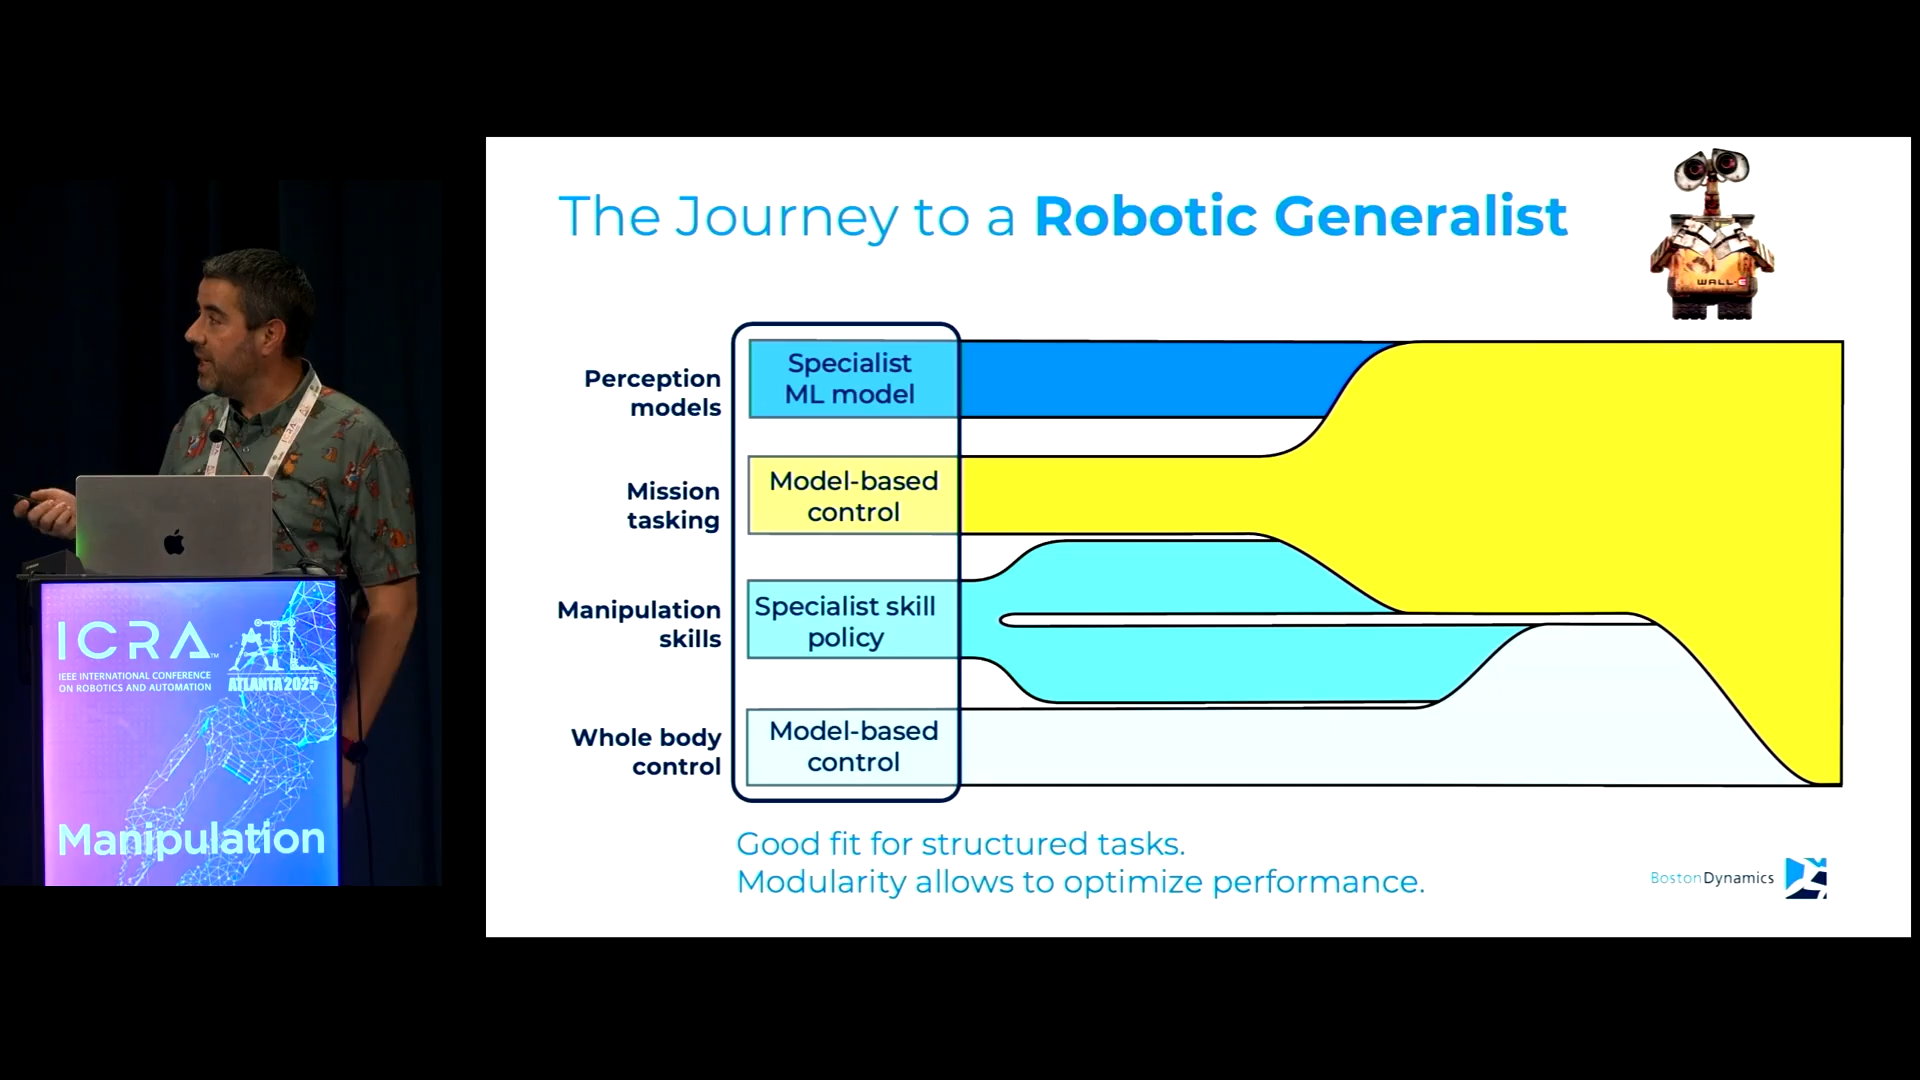 The Journey to a Robotic Generalist
WALL·E
Perception
models
Specialist
ML model
Mission
tasking
Model-based
control
Manipulation
skills
Specialist skill
policy
Whole body
control
Model-based
control
Good fit for structured tasks.
Modularity allows to optimize performance.
BostonDynamics
ICRA™
ATL
IEEE INTERNATIONAL CONFERENCE
ON ROBOTICS AND AUTOMATION
ATLANTA 2025
Manipulation
ICRA